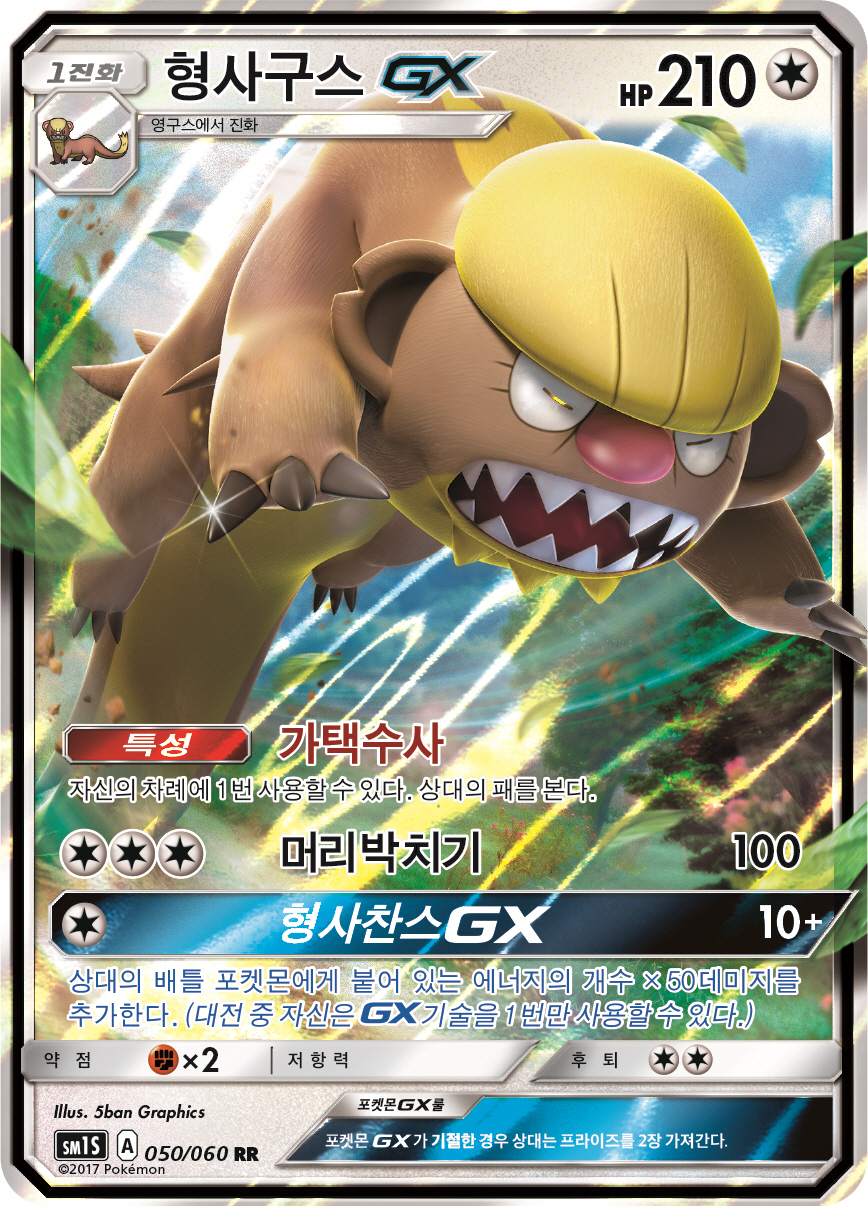 1진화
형사구스 GX
HP 210
영구스에서 진화
특성 가택수사
자신의 차례에 1번 사용할 수 있다. 상대의 패를 본다.
머리박치기 100
형사찬스GX 10+
상대의 배틀 포켓몬에게 붙어 있는 에너지의 개수 ×50데미지를
추가한다. (대전 중 자신은 GX기술을 1번만 사용할 수 있다.)
약점 ×2 저항력 후퇴
Illus. 5ban Graphics
포켓몬GX룰
SM1S A 050/060 RR
포켓몬 GX가 기절한 경우 상대는 프라이즈를 2장 가져간다.
©2017 Pokémon